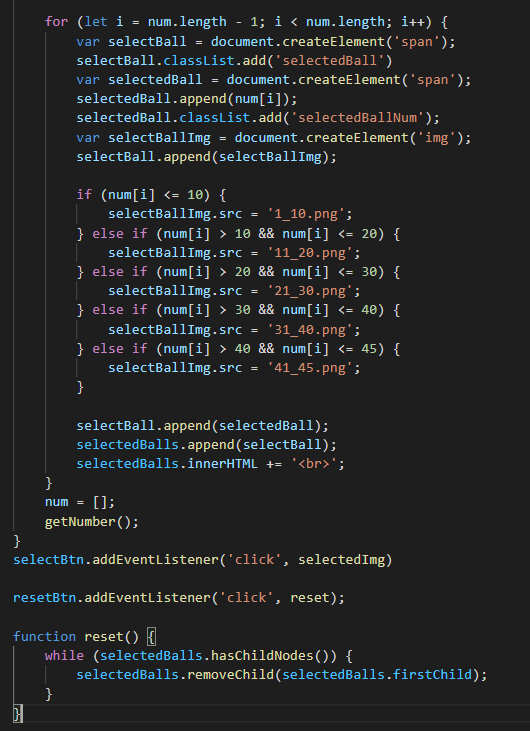 for (let i = num.length - 1; i < num.length; i++) {
var selectBall = document.createElement('span');
selectBall.classList.add('selectedBall')
var selectedBall = document.createElement('span');
selectedBall.append(num[i]);
selectedBall.classList.add('selectedBallNum');
var selectBallImg = document.createElement('img');
selectBall.append(selectBallImg);
if (num[i] <= 10) {
selectBallImg.src = '1_10.png';
} else if (num[i] > 10 && num[i] <= 20) {
selectBallImg.src = '11_20.png';
} else if (num[i] > 20 && num[i] <= 30) {
selectBallImg.src = '21_30.png';
} else if (num[i] > 30 && num[i] <= 40) {
selectBallImg.src = '31_40.png';
} else if (num[i] > 40 && num[i] <= 45) {
selectBallImg.src = '41_45.png';
}
selectBall.append(selectedBall);
selectedBalls.append(selectBall);
selectedBalls.innerHTML += '<br>';
}
num = [];
getNumber();
}
selectBtn.addEventListener('click', selectedImg)
resetBtn.addEventListener('click', reset);
function reset() {
while (selectedBalls.hasChildNodes()) {
selectedBalls.removeChild(selectedBalls.firstChild);
}
}